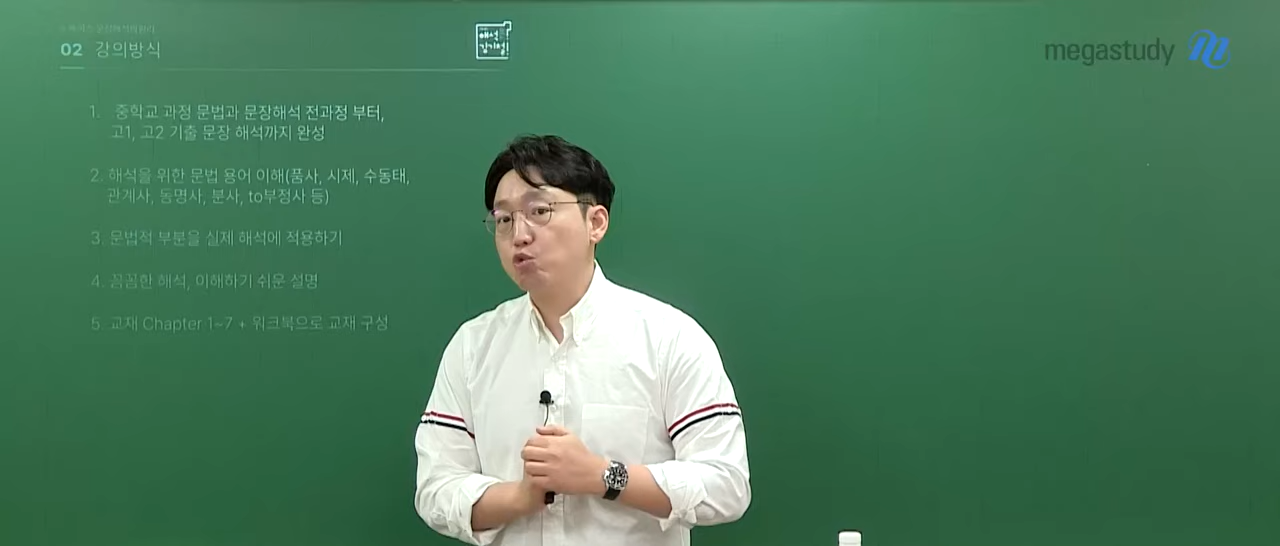 02 강의방식
해석
김기철!
megastudy
1. 중학교 과정 문법과 문장해석 전과정 부터,
고1, 고2 기출 문장 해석까지 완성
2. 해석을 위한 문법 용어 이해(품사, 시제, 수동태,
관계사, 동명사, 분사, to부정사 등)
3. 문법적 부분을 실제 해석에 적용하기
4. 꼼꼼한 해석, 이해하기 쉬운 설명
5. 교재 Chapter 1~7 + 워크북으로 교재 구성